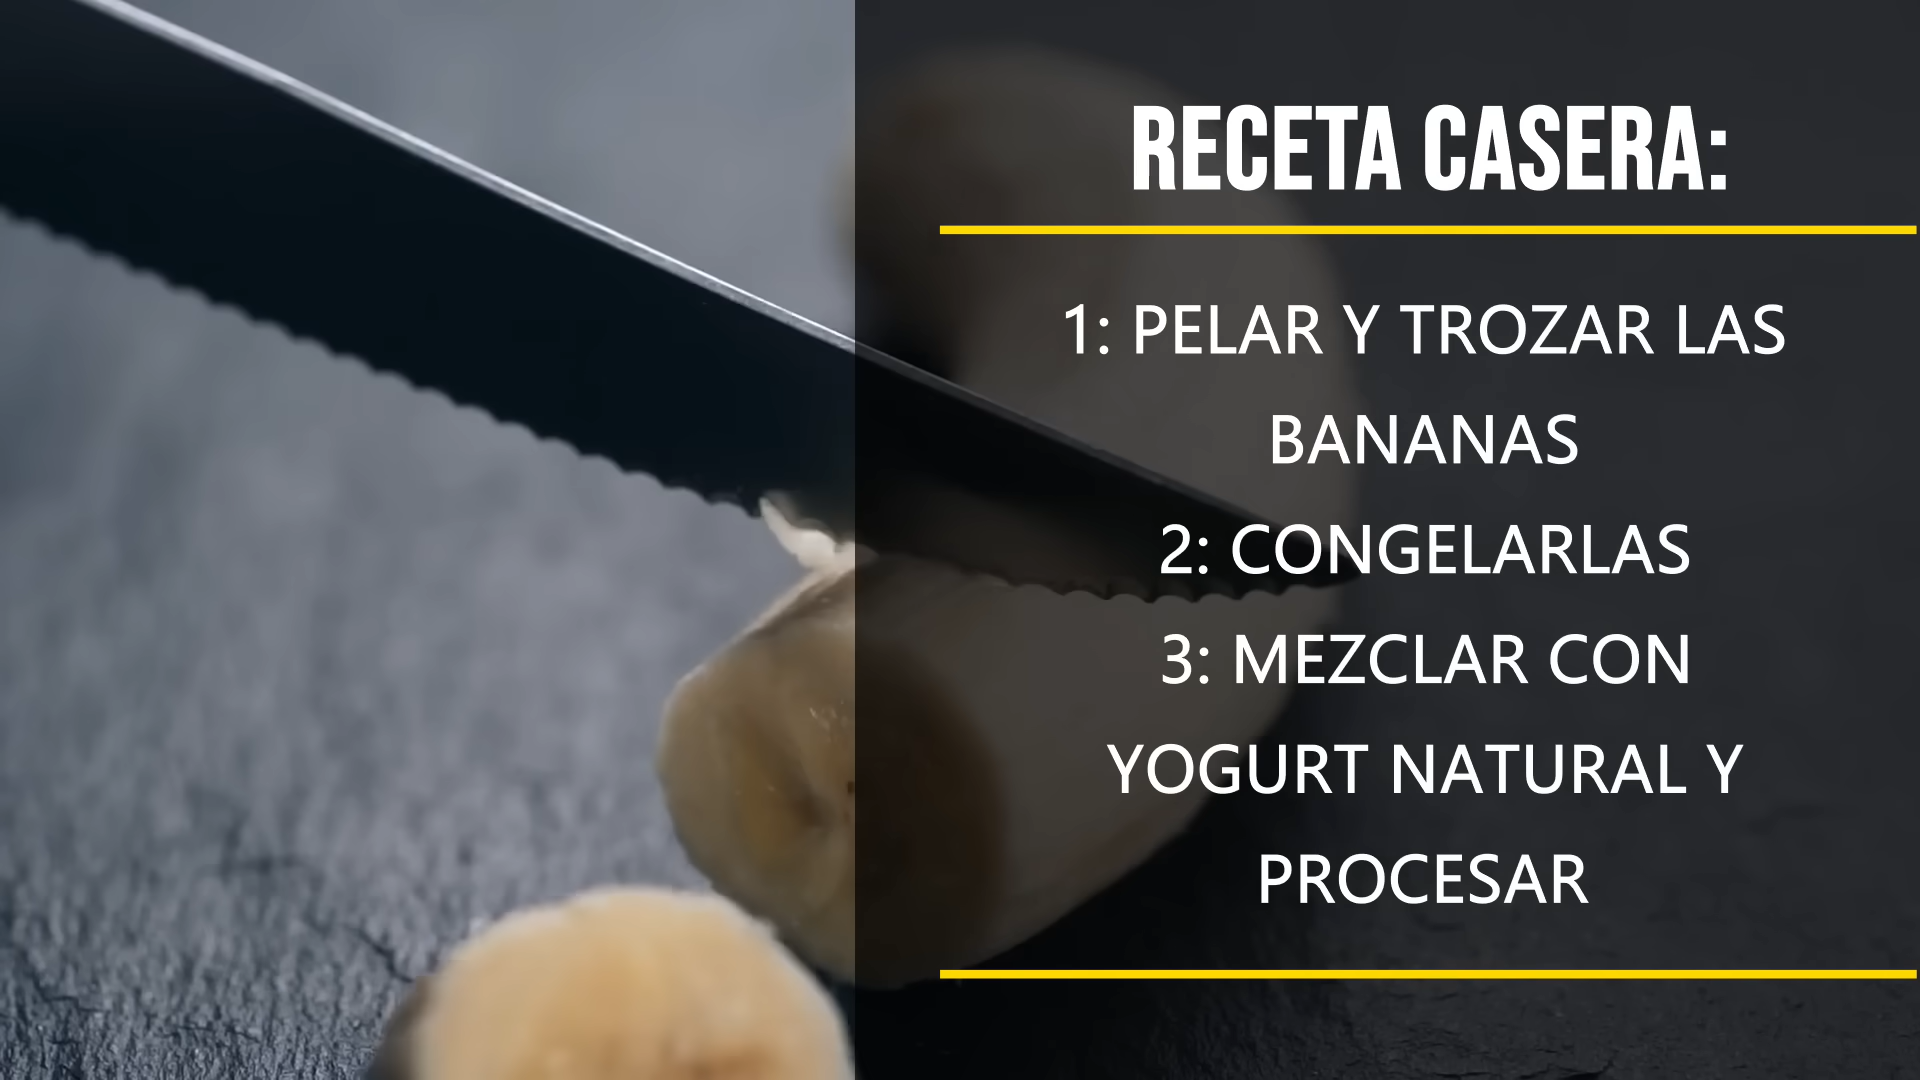 RECETA CASERA:
1: PELAR Y TROZAR LAS
BANANAS
2: CONGELARLAS
3: MEZCLAR CON
YOGURT NATURAL Y
PROCESAR